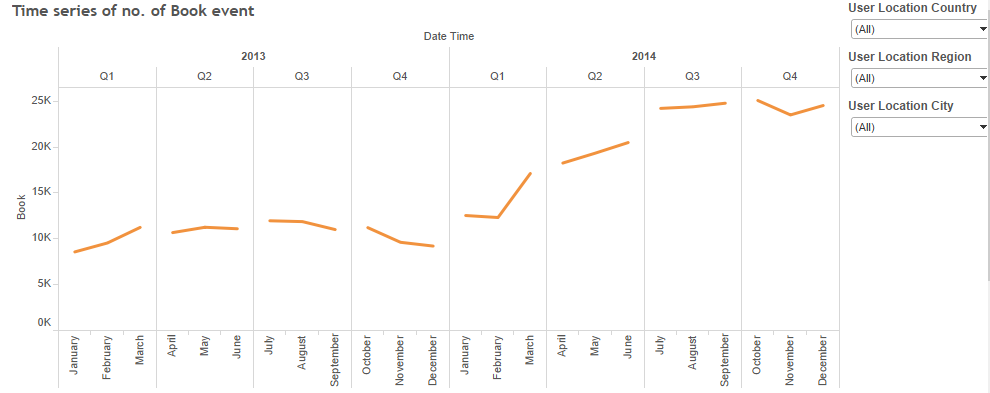 Time series of no. of Book event
Date Time
2013 2014
Q1 Q2 Q3 Q4 Q1 Q2 Q3 Q4
25K
20K
15K
10K
5K
0K
Book
January February March April May June July August September October November December January February March April May June July August September October November December
User Location Country
(All)
User Location Region
(All)
User Location City
(All)